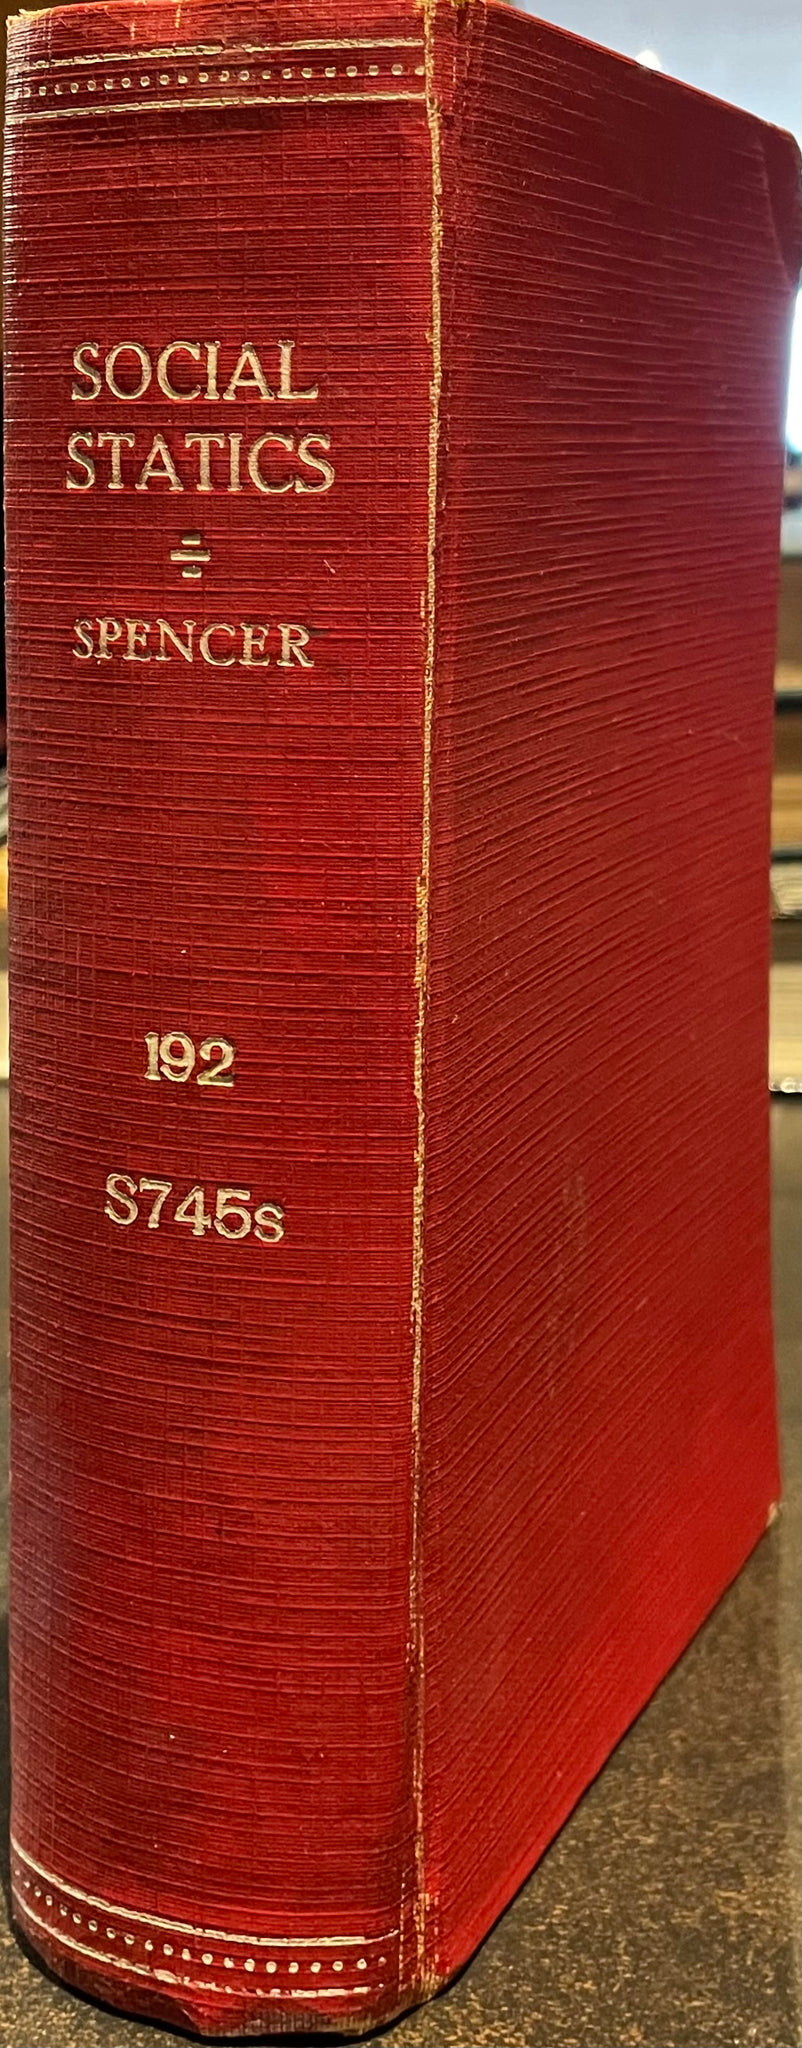 SOCIAL
STATICS
SPENCER
192
S745s